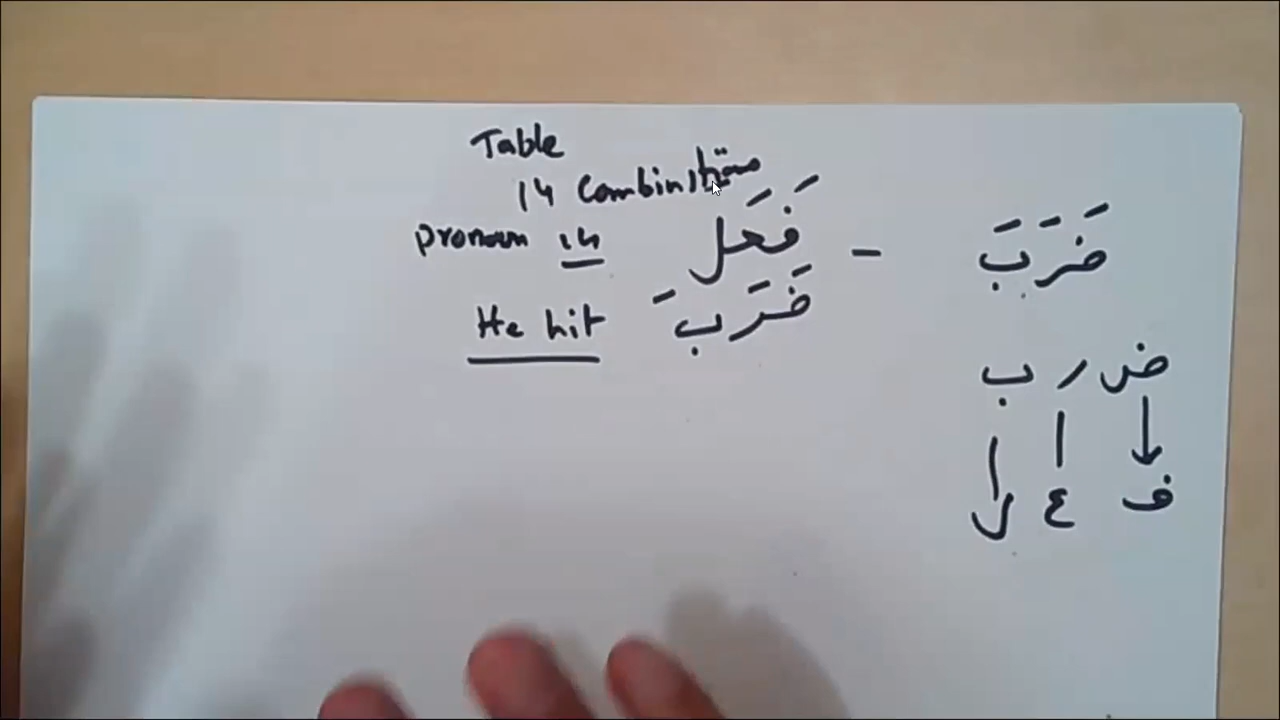 Table
14 Combinations
pronoun 14 فَعَلَ - ضَرَبَ
He hit ضَرَبَ
ض ر ب
ف ع ل